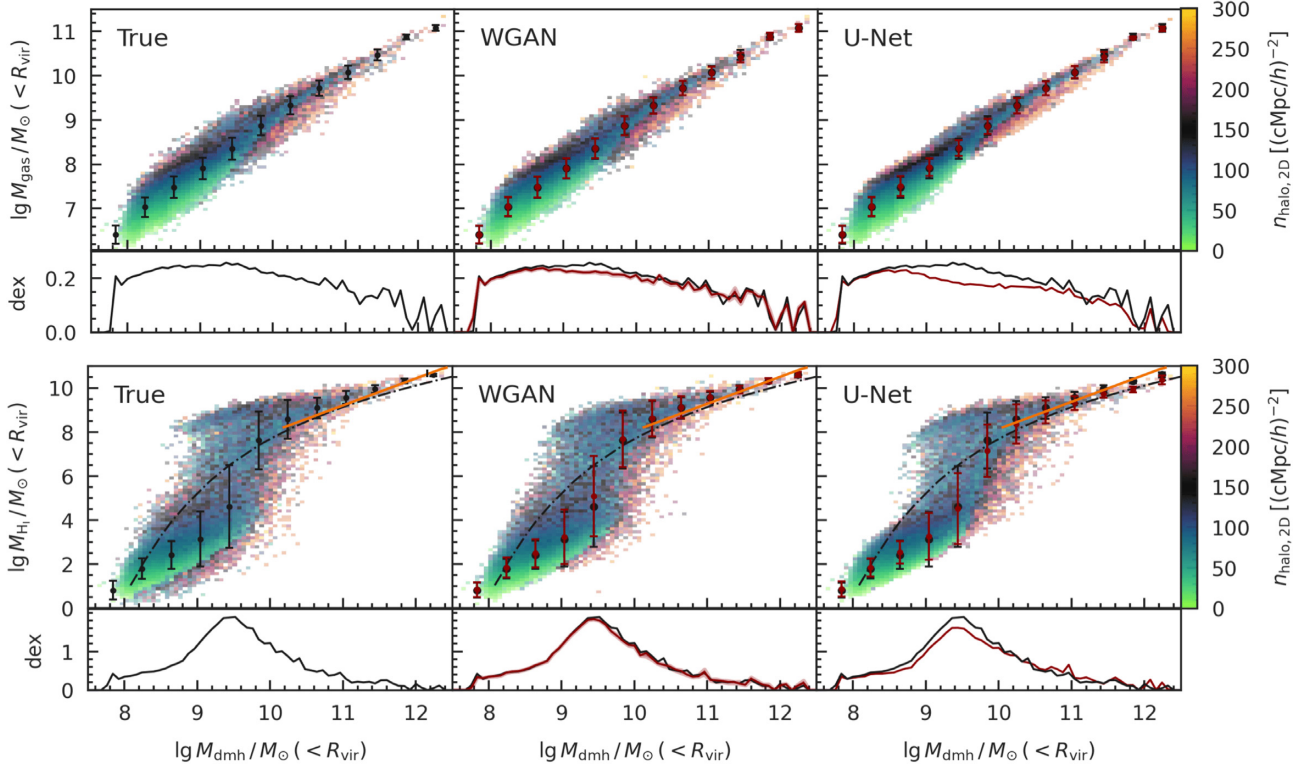 True
WGAN
U-Net
11
10
9
8
7
lg M_gas / M_⊙ (< R_vir)
300
250
200
150
100
50
0
n_halo, 2D [(cMpc/h)^−2]
0.2
0.0
dex
True
WGAN
U-Net
10
8
6
4
2
0
lg M_H_I / M_⊙ (< R_vir)
300
250
200
150
100
50
0
n_halo, 2D [(cMpc/h)^−2]
1
0
dex
8 9 10 11 12
8 9 10 11 12
8 9 10 11 12
lg M_dmh / M_⊙ (< R_vir)
lg M_dmh / M_⊙ (< R_vir)
lg M_dmh / M_⊙ (< R_vir)